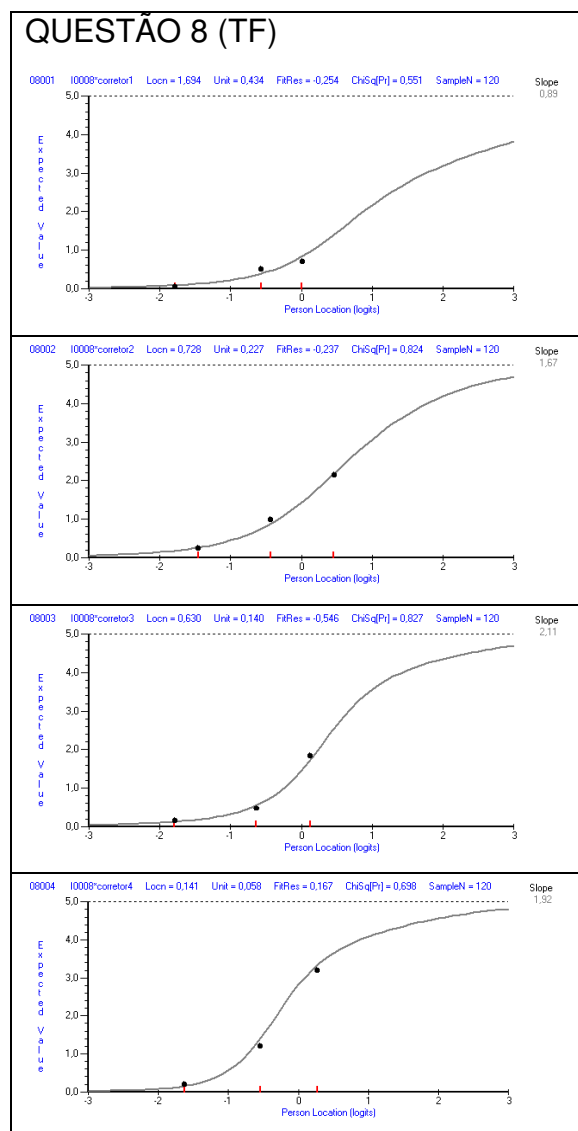 QUESTÃO 8 (TF)
08001 I0008*corretor1 Locn = 1,694 Unit = 0,434 FitRes = -0,254 ChiSq[Pr] = 0,551 SampleN = 120 Slope
0,89
5,0
4,0
3,0
2,0
1,0
0,0
Expected Value
-3 -2 -1 0 1 2 3
Person Location (logits)
08002 I0008*corretor2 Locn = 0,728 Unit = 0,227 FitRes = -0,237 ChiSq[Pr] = 0,824 SampleN = 120 Slope
1,67
5,0
4,0
3,0
2,0
1,0
0,0
Expected Value
-3 -2 -1 0 1 2 3
Person Location (logits)
08003 I0008*corretor3 Locn = 0,630 Unit = 0,140 FitRes = -0,546 ChiSq[Pr] = 0,827 SampleN = 120 Slope
2,11
5,0
4,0
3,0
2,0
1,0
0,0
Expected Value
-3 -2 -1 0 1 2 3
Person Location (logits)
08004 I0008*corretor4 Locn = 0,141 Unit = 0,058 FitRes = 0,167 ChiSq[Pr] = 0,698 SampleN = 120 Slope
1,92
5,0
4,0
3,0
2,0
1,0
0,0
Expected Value
-3 -2 -1 0 1 2 3
Person Location (logits)